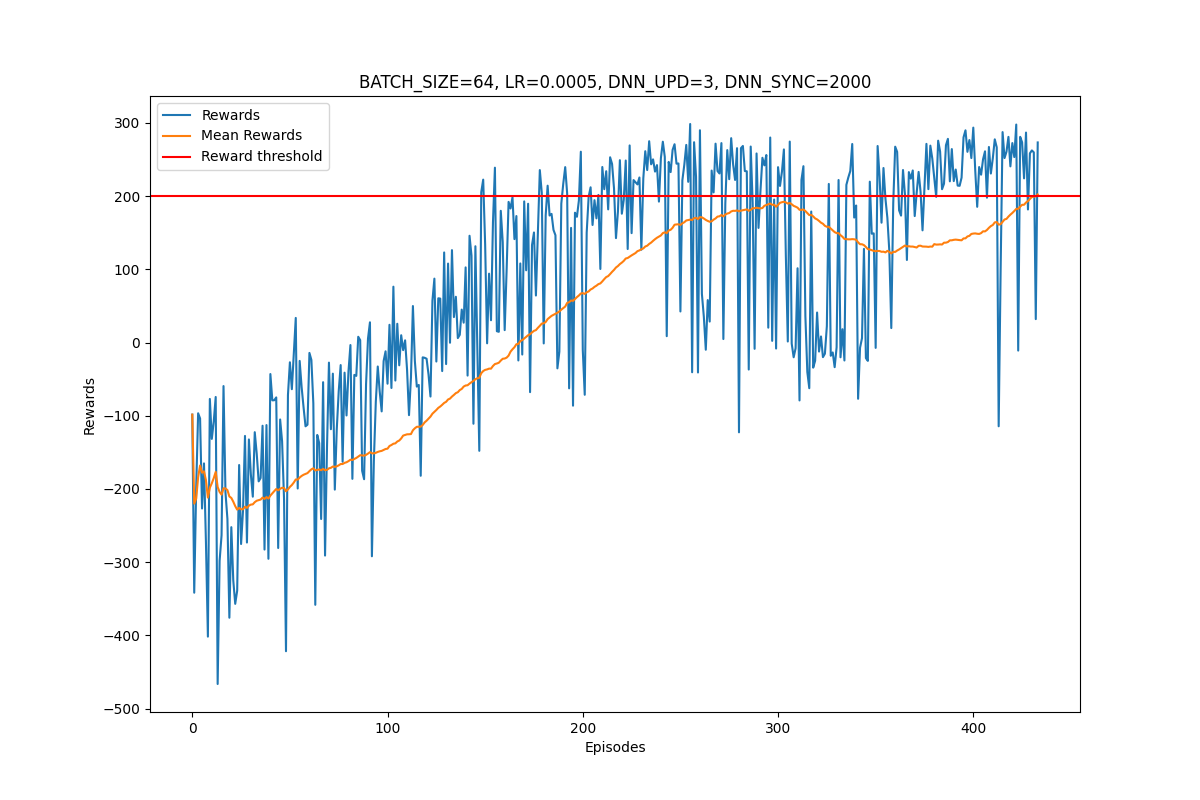 BATCH_SIZE=64, LR=0.0005, DNN_UPD=3, DNN_SYNC=2000
Rewards
Mean Rewards
Reward threshold
300
200
100
0
−100
−200
−300
−400
−500
Rewards
0 100 200 300 400
Episodes